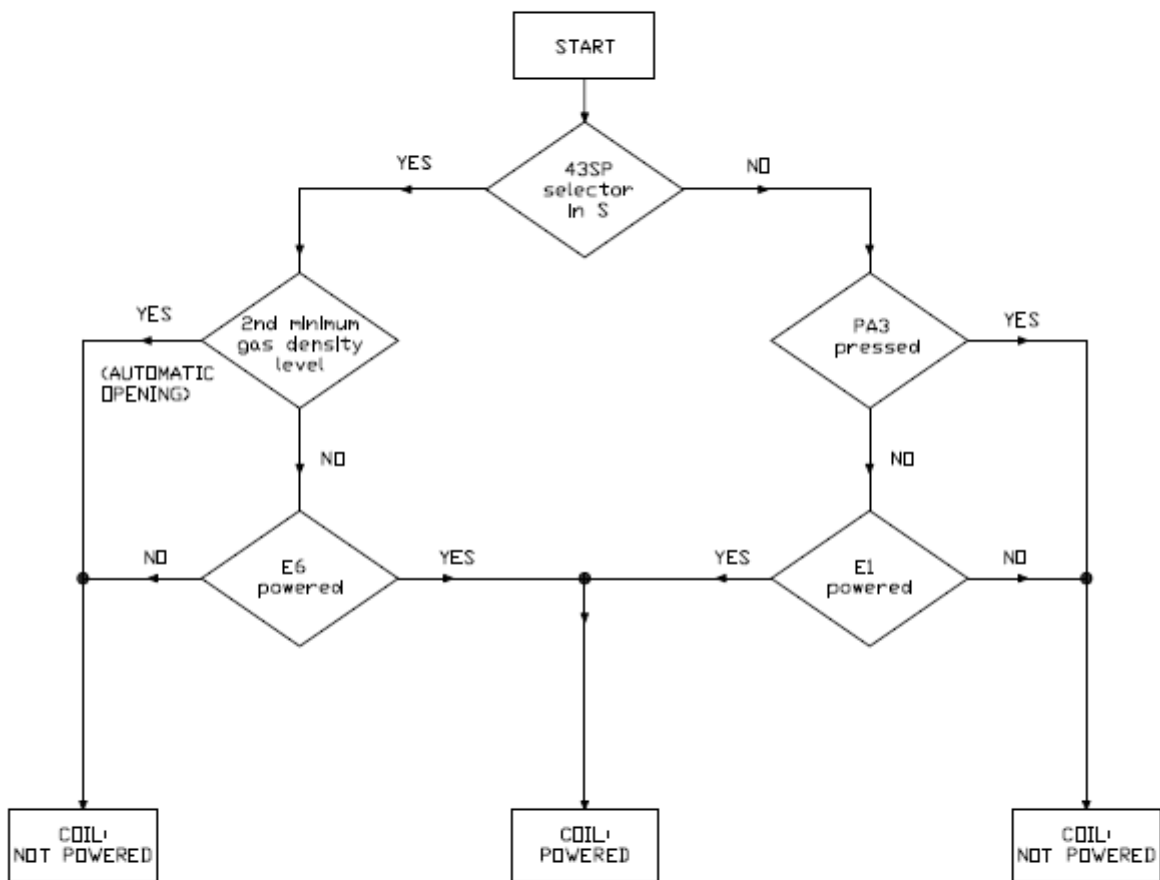 START
YES
43SP
selector
in S
NO
YES
2nd minimum
gas density
level
PA3
pressed
YES
(AUTOMATIC
OPENING)
NO
NO
NO
E6
powered
YES
YES
E1
powered
NO
COIL:
NOT POWERED
COIL:
POWERED
COIL:
NOT POWERED